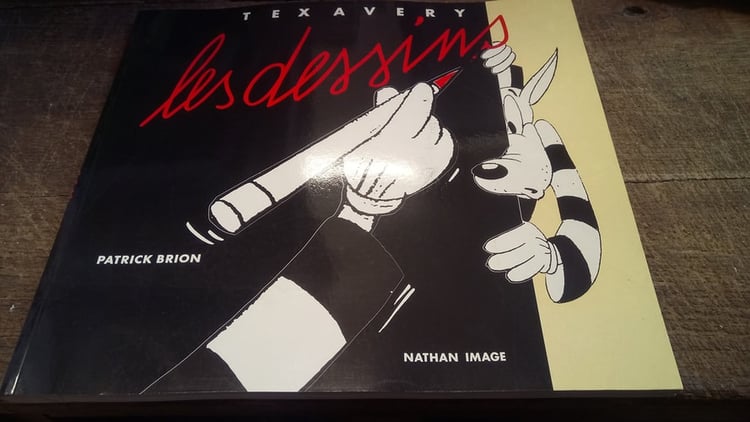 TEX AVERY
les dessins
PATRICK BRION
NATHAN IMAGE